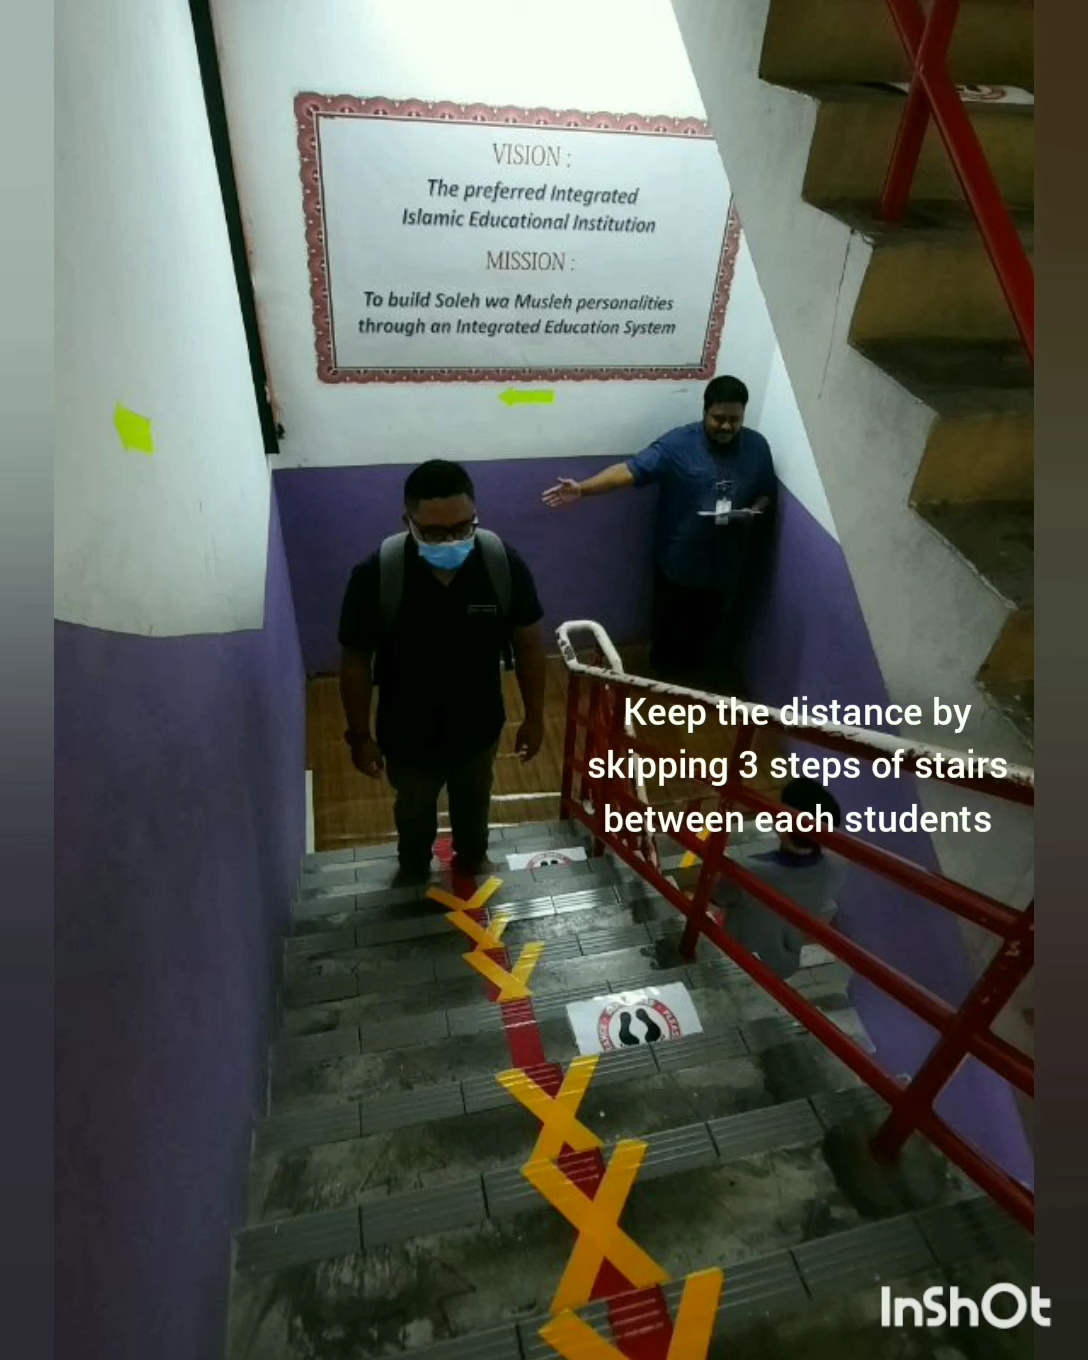 VISION :
The preferred Integrated
Islamic Educational Institution
MISSION :
To build Soleh wa Musleh personalities
through an Integrated Education System
Keep the distance by
skipping 3 steps of stairs
between each students
InShOt